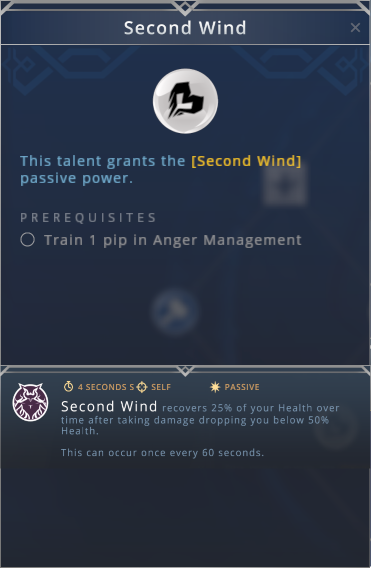 Second Wind
This talent grants the [Second Wind]
passive power.
PREREQUISITES
Train 1 pip in Anger Management
4 SECONDS S SELF PASSIVE
Second Wind recovers 25% of your Health over
time after taking damage dropping you below 50%
Health.
This can occur once every 60 seconds.